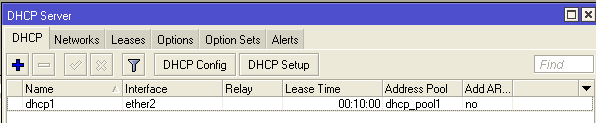 DHCP Server
DHCP Networks Leases Options Option Sets Alerts
DHCP Config DHCP Setup Find
Name Interface Relay Lease Time Address Pool Add AR...
dhcp1 ether2 00:10:00 dhcp_pool1 no